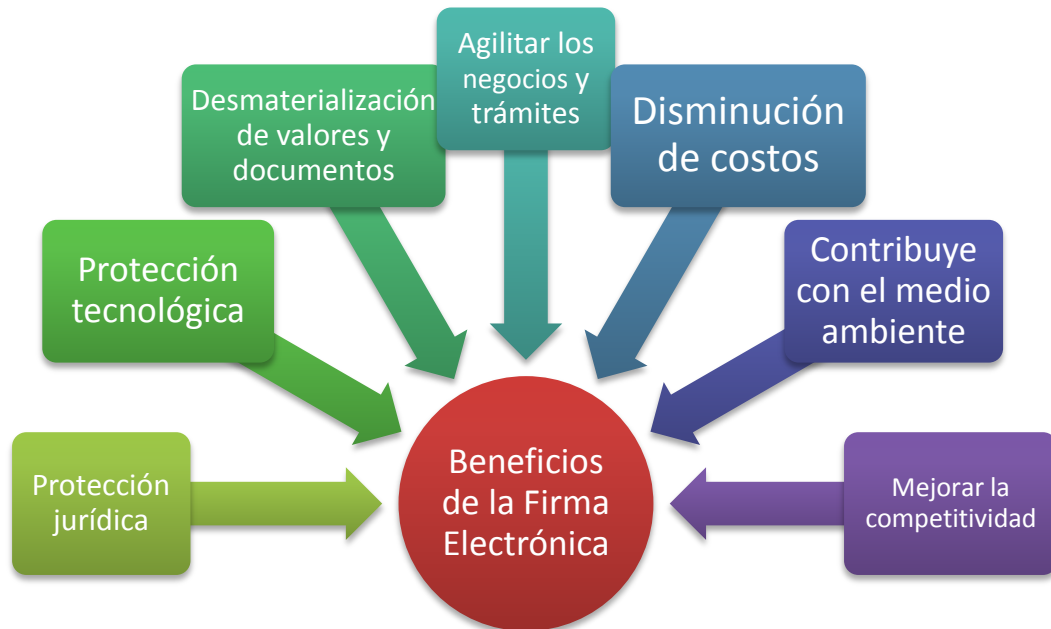 Protección
jurídica
Protección
tecnológica
Desmaterialización
de valores y
documentos
Agilitar los
negocios y
trámites
Disminución
de costos
Contribuye
con el medio
ambiente
Mejorar la
competitividad
Beneficios
de la Firma
Electrónica